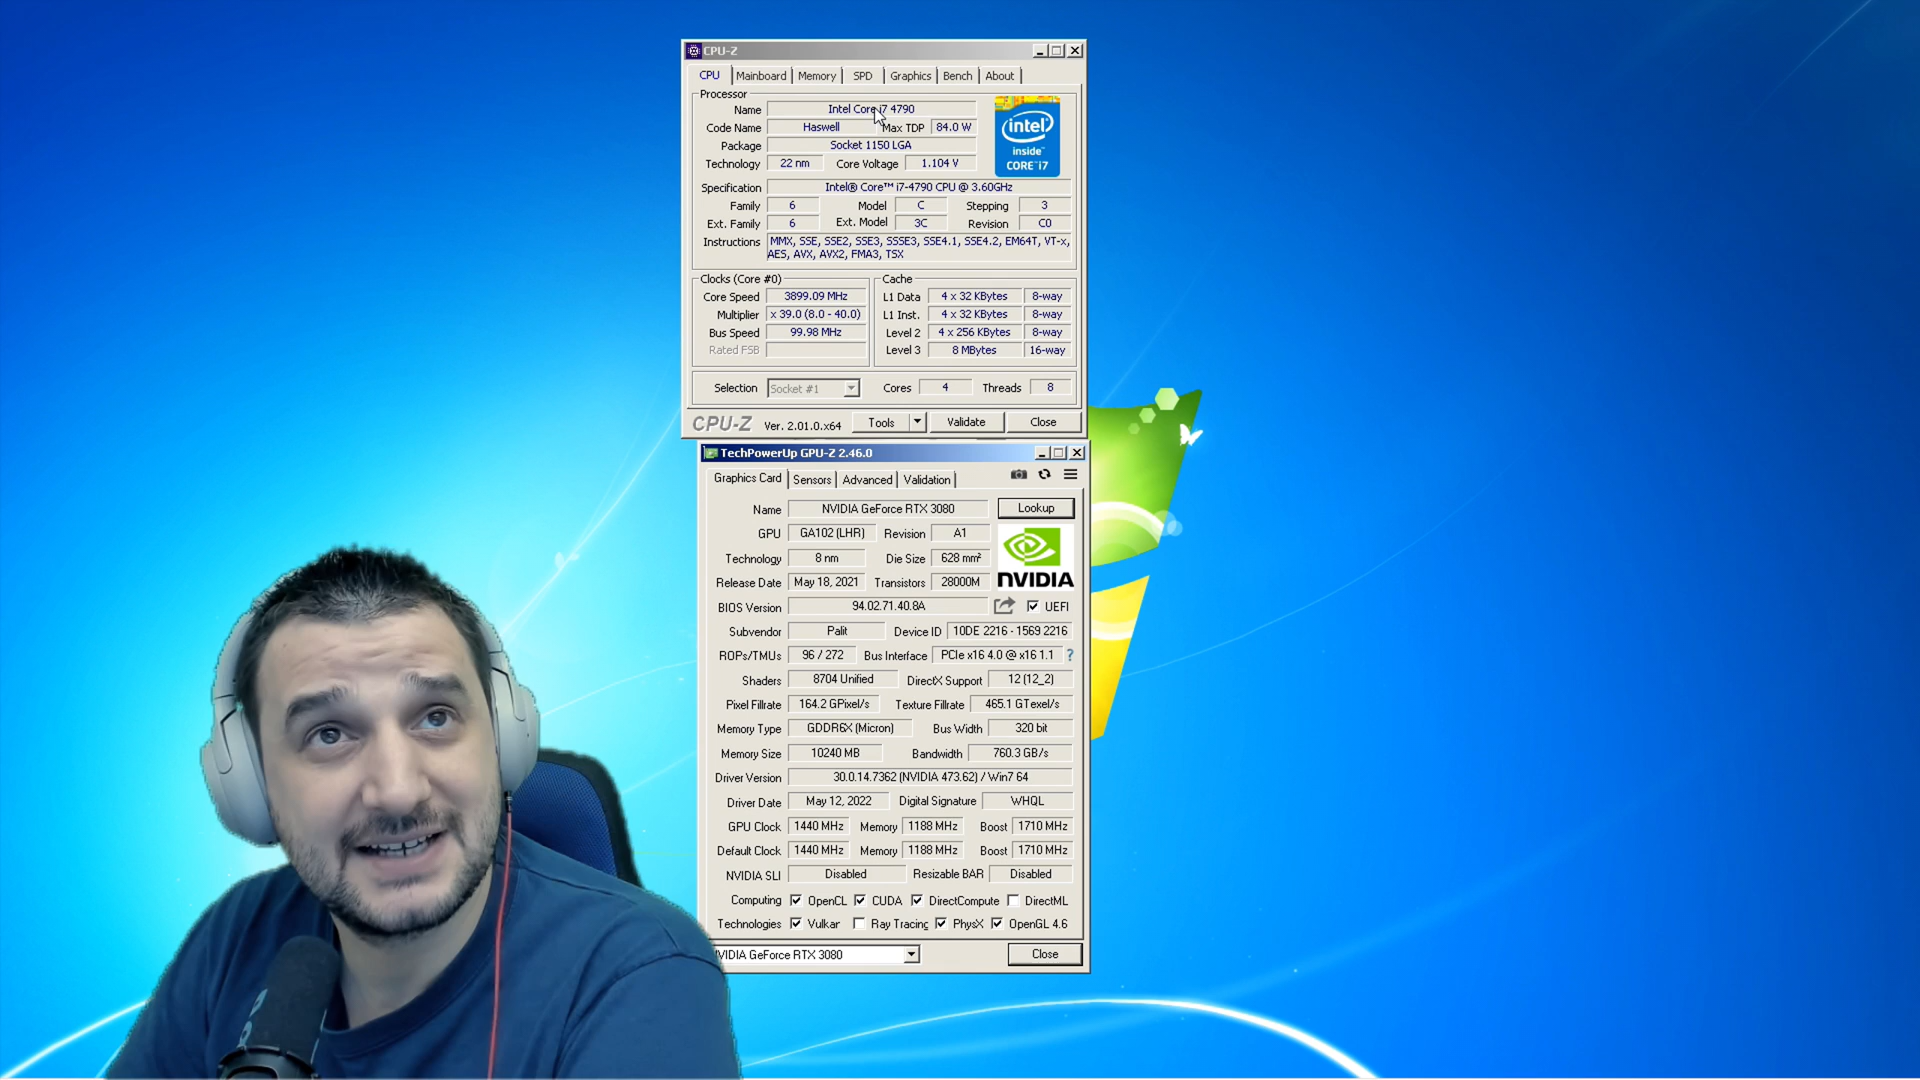 CPU-Z
CPU Mainboard Memory SPD Graphics Bench About
Processor
Name Intel Core i7 4790
Code Name Haswell Max TDP 84.0 W
Package Socket 1150 LGA
Technology 22 nm Core Voltage 1.104 V
intel
inside™
CORE™i7
Specification Intel® Core™ i7-4790 CPU @ 3.60GHz
Family 6 Model C Stepping 3
Ext. Family 6 Ext. Model 3C Revision C0
Instructions MMX, SSE, SSE2, SSE3, SSSE3, SSE4.1, SSE4.2, EM64T, VT-x,
AES, AVX, AVX2, FMA3, TSX
Clocks (Core #0) Cache
Core Speed 3899.09 MHz L1 Data 4 x 32 KBytes 8-way
Multiplier x 39.0 (8.0 - 40.0) L1 Inst. 4 x 32 KBytes 8-way
Bus Speed 99.98 MHz Level 2 4 x 256 KBytes 8-way
Rated FSB Level 3 8 MBytes 16-way
Selection Socket #1 Cores 4 Threads 8
CPU-Z Ver. 2.01.0.x64 Tools Validate Close
TechPowerUp GPU-Z 2.46.0
Graphics Card Sensors Advanced Validation
Name NVIDIA GeForce RTX 3080 Lookup
GPU GA102 (LHR) Revision A1
Technology 8 nm Die Size 628 mm²
NVIDIA
Release Date May 18, 2021 Transistors 28000M
BIOS Version 94.02.71.40.8A UEFI
Subvendor Palit Device ID 10DE 2216 - 1569 2216
ROPs/TMUs 96 / 272 Bus Interface PCIe x16 4.0 @ x16 1.1 ?
Shaders 8704 Unified DirectX Support 12 (12_2)
Pixel Fillrate 164.2 GPixel/s Texture Fillrate 465.1 GTexel/s
Memory Type GDDR6X (Micron) Bus Width 320 bit
Memory Size 10240 MB Bandwidth 760.3 GB/s
Driver Version 30.0.14.7362 (NVIDIA 473.62) / Win7 64
Driver Date May 12, 2022 Digital Signature WHQL
GPU Clock 1440 MHz Memory 1188 MHz Boost 1710 MHz
Default Clock 1440 MHz Memory 1188 MHz Boost 1710 MHz
NVIDIA SLI Disabled Resizable BAR Disabled
Computing OpenCL CUDA DirectCompute DirectML
Technologies Vulkan Ray Tracing PhysX OpenGL 4.6
VIDIA GeForce RTX 3080 Close